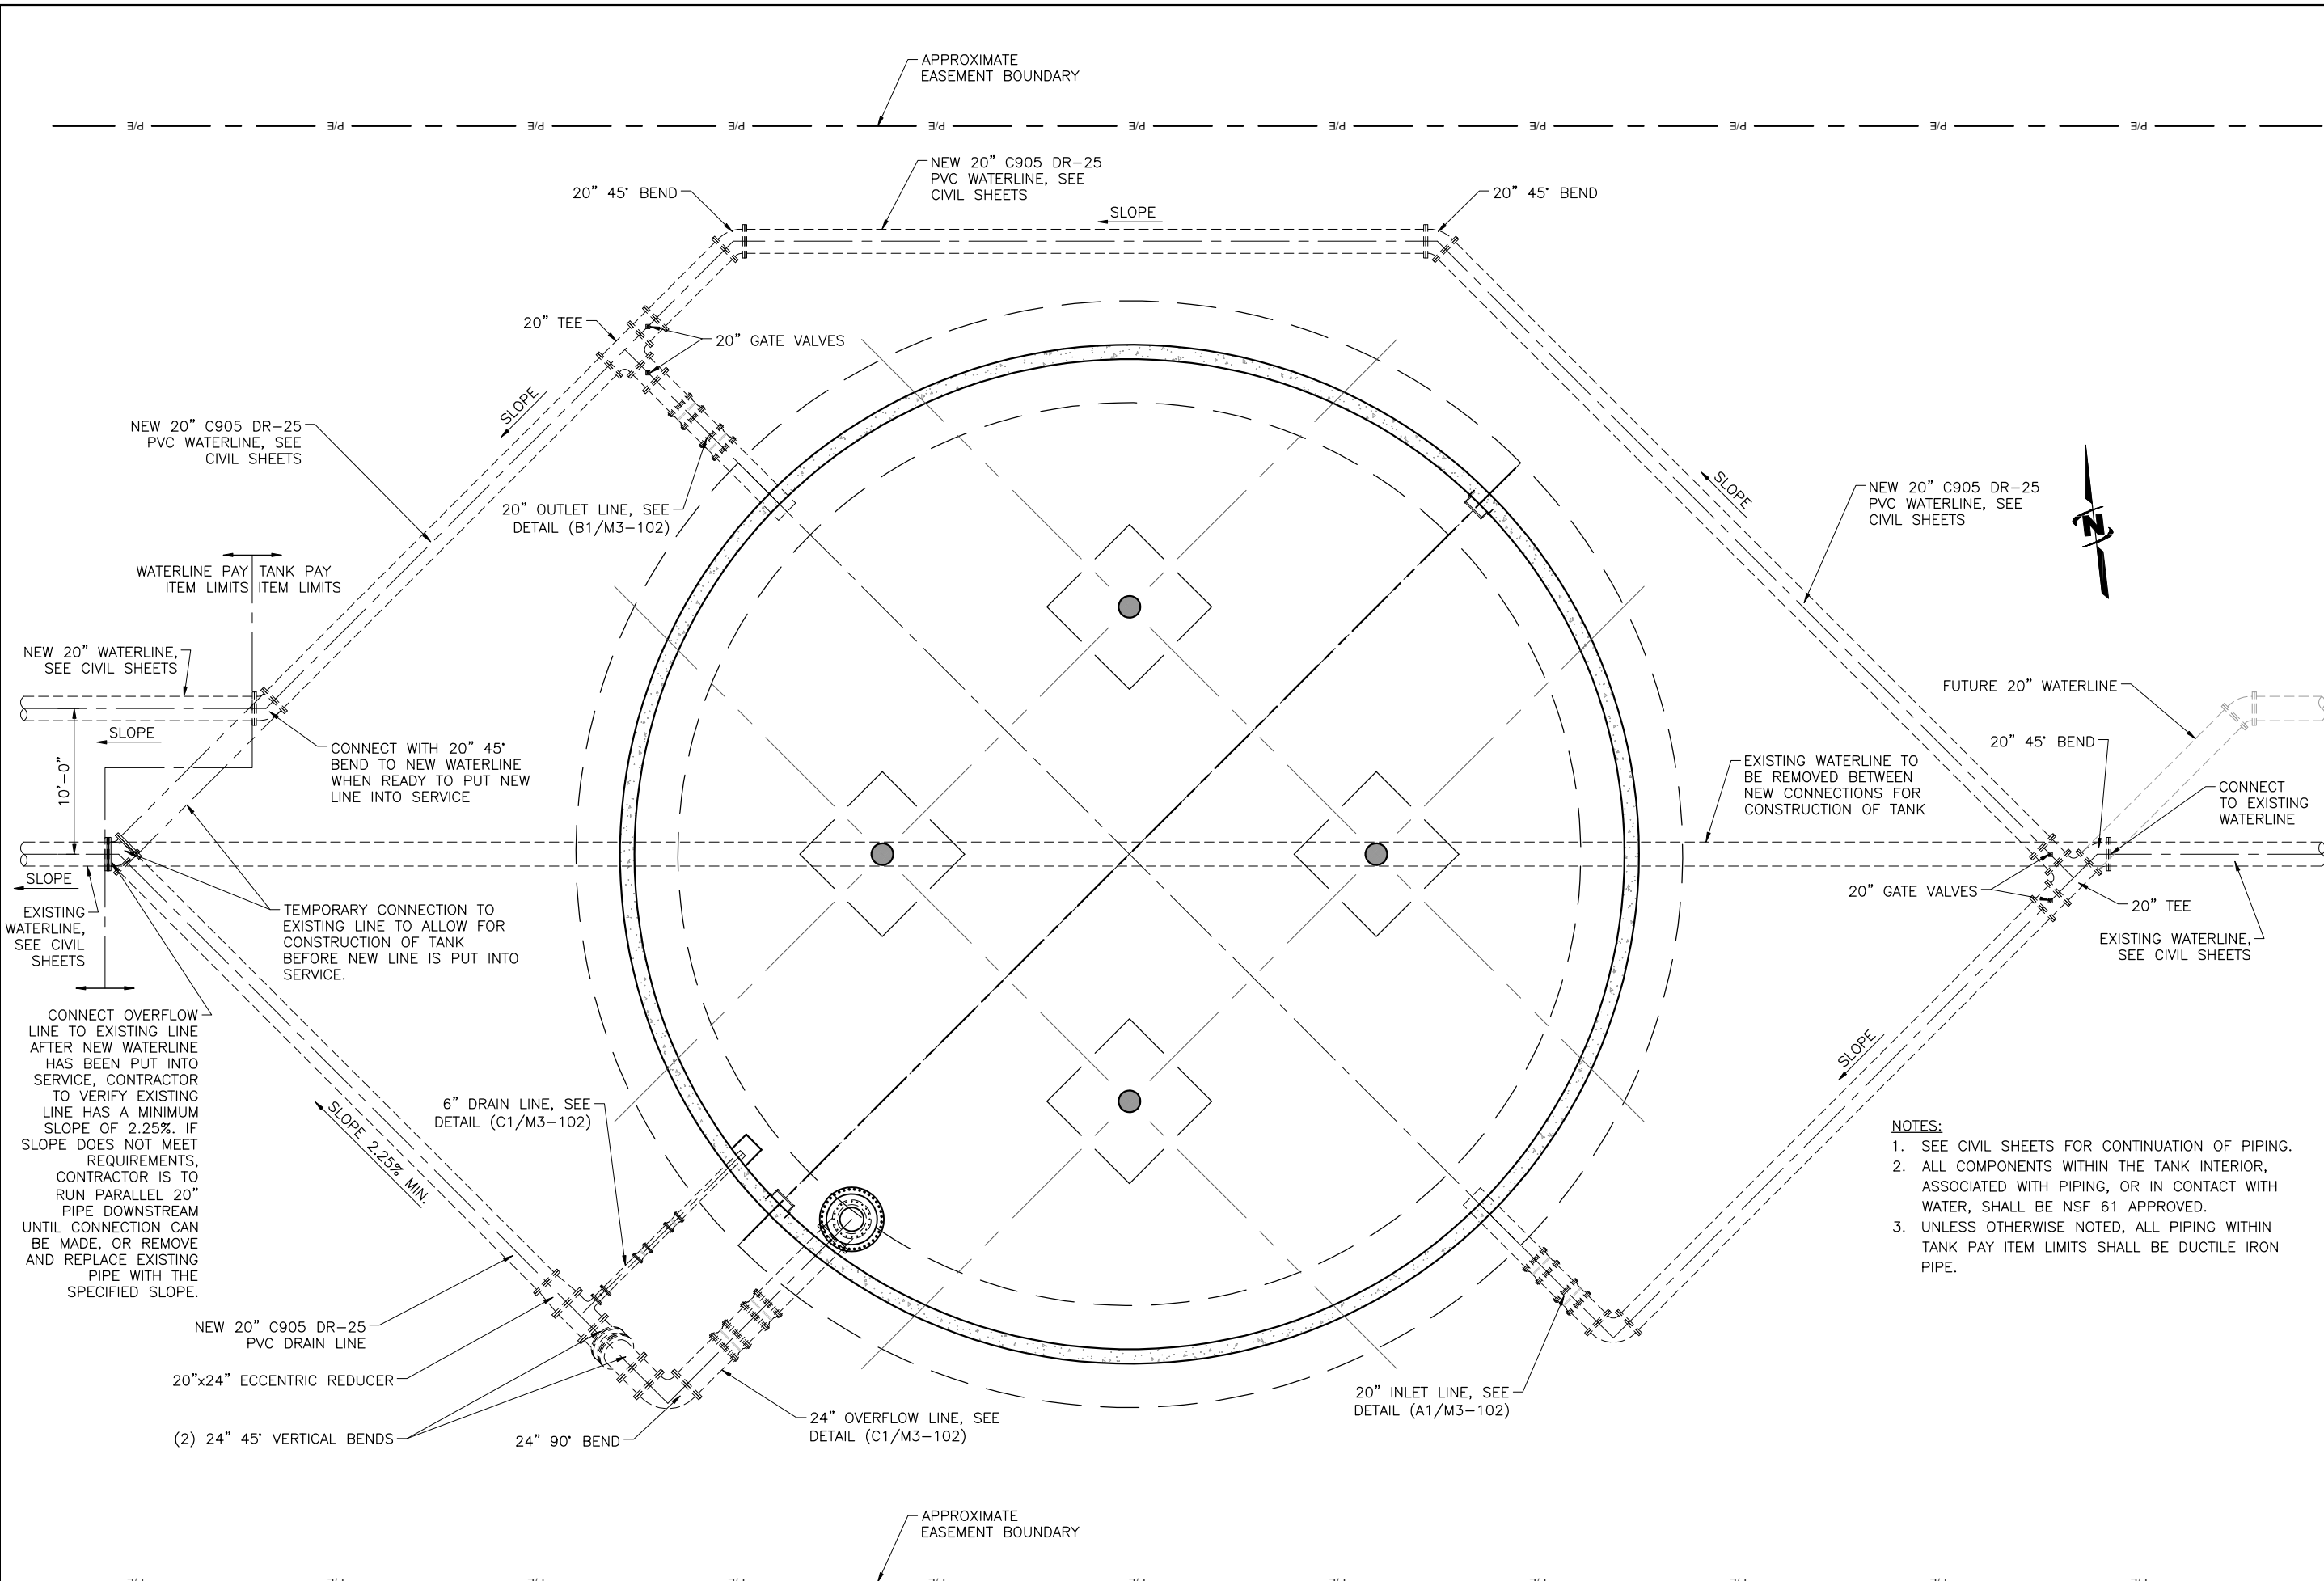 APPROXIMATE
EASEMENT BOUNDARY
P/E P/E P/E P/E P/E P/E P/E P/E P/E P/E P/E
NEW 20” C905 DR–25
PVC WATERLINE, SEE
CIVIL SHEETS
20” 45° BEND
20” 45° BEND
SLOPE
20” TEE
20” GATE VALVES
SLOPE
NEW 20” C905 DR–25
PVC WATERLINE, SEE
CIVIL SHEETS
20” OUTLET LINE, SEE
DETAIL (B1/M3–102)
SLOPE
NEW 20” C905 DR–25
PVC WATERLINE, SEE
CIVIL SHEETS
N
WATERLINE PAY
ITEM LIMITS
TANK PAY
ITEM LIMITS
NEW 20” WATERLINE,
SEE CIVIL SHEETS
SLOPE
10’–0”
CONNECT WITH 20” 45°
BEND TO NEW WATERLINE
WHEN READY TO PUT NEW
LINE INTO SERVICE
FUTURE 20” WATERLINE
20” 45° BEND
EXISTING WATERLINE TO
BE REMOVED BETWEEN
NEW CONNECTIONS FOR
CONSTRUCTION OF TANK
CONNECT
TO EXISTING
WATERLINE
SLOPE
EXISTING
WATERLINE,
SEE CIVIL
SHEETS
TEMPORARY CONNECTION TO
EXISTING LINE TO ALLOW FOR
CONSTRUCTION OF TANK
BEFORE NEW LINE IS PUT INTO
SERVICE.
20” GATE VALVES
20” TEE
EXISTING WATERLINE,
SEE CIVIL SHEETS
CONNECT OVERFLOW
LINE TO EXISTING LINE
AFTER NEW WATERLINE
HAS BEEN PUT INTO
SERVICE, CONTRACTOR
TO VERIFY EXISTING
LINE HAS A MINIMUM
SLOPE OF 2.25%. IF
SLOPE DOES NOT MEET
REQUIREMENTS,
CONTRACTOR IS TO
RUN PARALLEL 20”
PIPE DOWNSTREAM
UNTIL CONNECTION CAN
BE MADE, OR REMOVE
AND REPLACE EXISTING
PIPE WITH THE
SPECIFIED SLOPE.
SLOPE
6” DRAIN LINE, SEE
DETAIL (C1/M3–102)
SLOPE 2.25% MIN.
NOTES:
1. SEE CIVIL SHEETS FOR CONTINUATION OF PIPING.
2. ALL COMPONENTS WITHIN THE TANK INTERIOR,
ASSOCIATED WITH PIPING, OR IN CONTACT WITH
WATER, SHALL BE NSF 61 APPROVED.
3. UNLESS OTHERWISE NOTED, ALL PIPING WITHIN
TANK PAY ITEM LIMITS SHALL BE DUCTILE IRON
PIPE.
NEW 20” C905 DR–25
PVC DRAIN LINE
20”x24” ECCENTRIC REDUCER
(2) 24” 45° VERTICAL BENDS
24” 90° BEND
24” OVERFLOW LINE, SEE
DETAIL (C1/M3–102)
20” INLET LINE, SEE
DETAIL (A1/M3–102)
APPROXIMATE
EASEMENT BOUNDARY